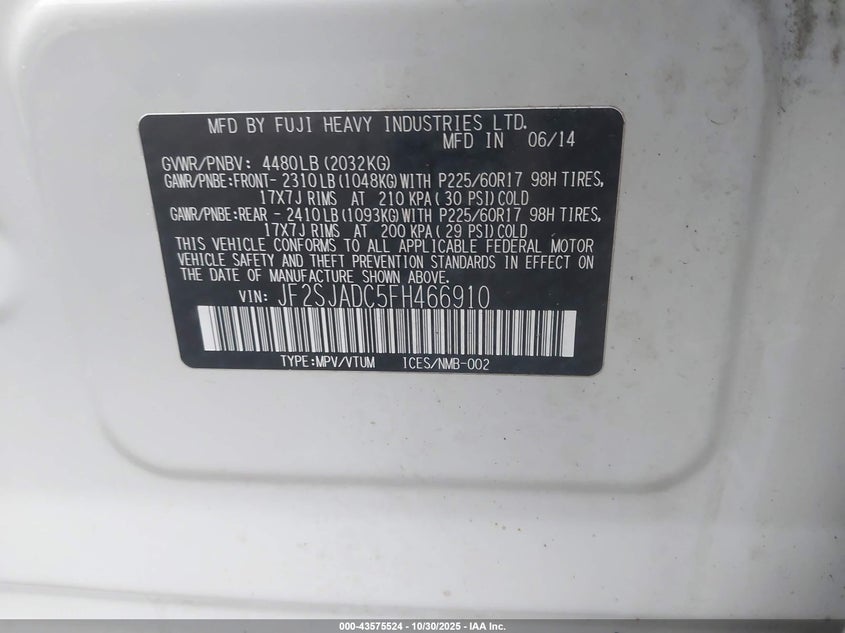 MFD BY FUJI HEAVY INDUSTRIES LTD.
MFD IN 06/14
GVWR/PNBV: 4480LB (2032KG)
GAWR/PNBE:FRONT- 2310LB (1048KG)WITH P225/60R17 98H TIRES,
17X7J RIMS AT 210 KPA( 30 PSI)COLD
GAWR/PNBE:REAR - 2410LB (1093KG)WITH P225/60R17 98H TIRES,
17X7J RIMS AT 200 KPA( 29 PSI)COLD
THIS VEHICLE CONFORMS TO ALL APPLICABLE FEDERAL MOTOR
VEHICLE SAFETY AND THEFT PREVENTION STANDARDS IN EFFECT ON
THE DATE OF MANUFACTURE SHOWN ABOVE.
VIN: JF2SJADC5FH466910
TYPE:MPV/VTUM ICES/NMB-002
000-43575524 - 10/30/2025 - IAA Inc.